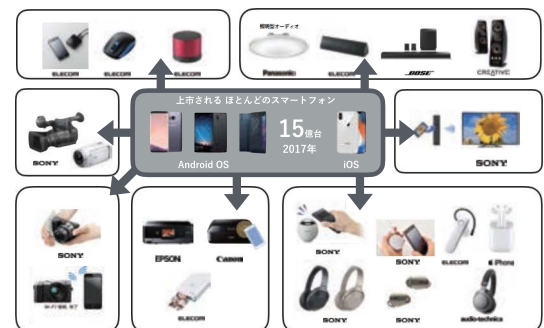 ELECOM
ELECOM
ELECOM
照明型オーディオ
Panasonic
ELECOM
BOSE
CREATIVE
上市される ほとんどのスマートフォン
15億台
2017年
Android OS
iOS
SONY
SONY
SONY
EPSON
Canon
ELECOM
SONY
SONY
ELECOM
iPhone
SONY
SONY
audio-technica